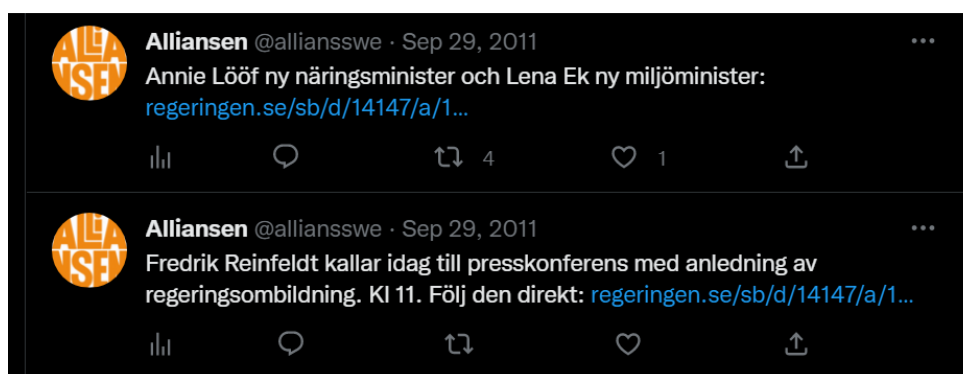 ALLIANSEN
Alliansen @alliansswe · Sep 29, 2011
Annie Lööf ny näringsminister och Lena Ek ny miljöminister:
regeringen.se/sb/d/14147/a/1...
4 1
ALLIANSEN
Alliansen @alliansswe · Sep 29, 2011
Fredrik Reinfeldt kallar idag till presskonferens med anledning av
regeringsombildning. Kl 11. Följ den direkt: regeringen.se/sb/d/14147/a/1...